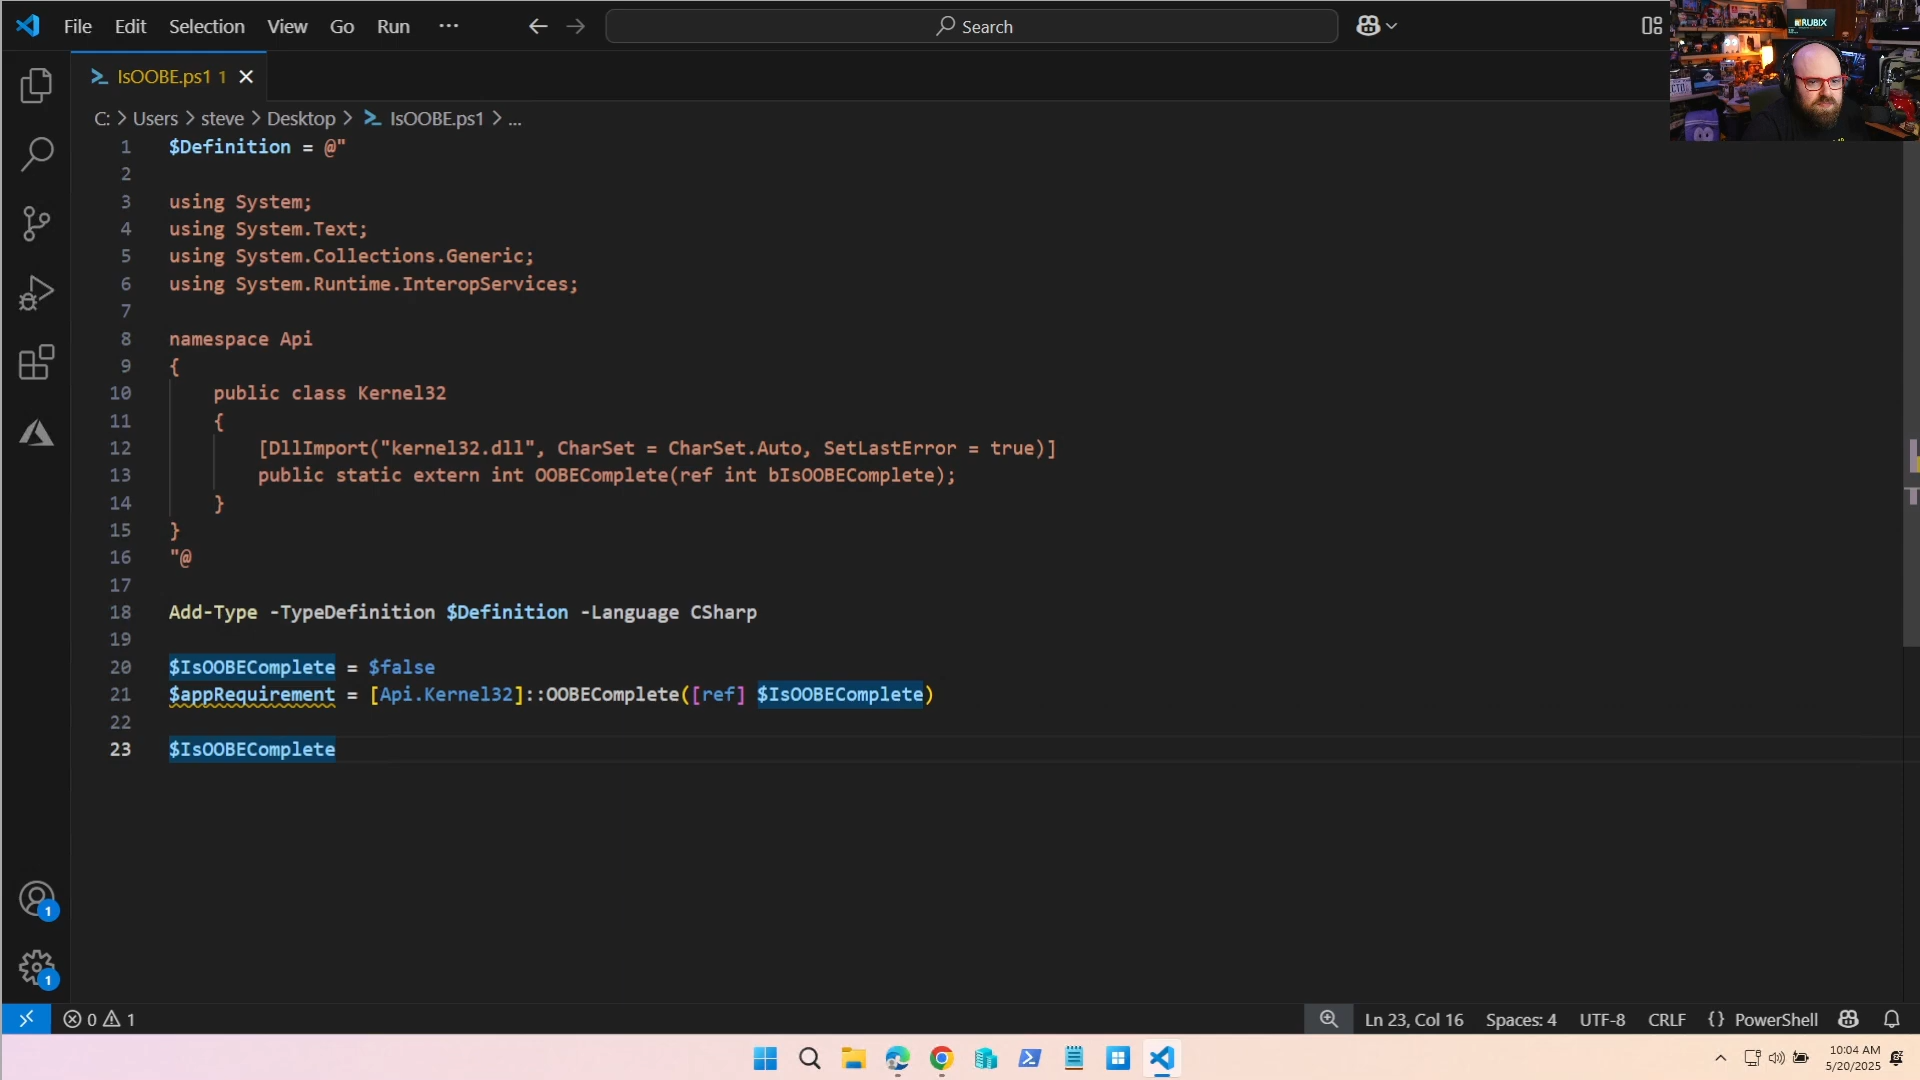 File Edit Selection View Go Run ··· Search
IsOOBE.ps1 1
C: > Users > steve > Desktop > IsOOBE.ps1 > ...
1 $Definition = @"
2
3 using System;
4 using System.Text;
5 using System.Collections.Generic;
6 using System.Runtime.InteropServices;
7
8 namespace Api
9 {
10 public class Kernel32
11 {
12 [DllImport("kernel32.dll", CharSet = CharSet.Auto, SetLastError = true)]
13 public static extern int OOBEComplete(ref int bIsOOBEComplete);
14 }
15 }
16 "@
17
18 Add-Type -TypeDefinition $Definition -Language CSharp
19
20 $IsOOBEComplete = $false
21 $appRequirement = [Api.Kernel32]::OOBEComplete([ref] $IsOOBEComplete)
22
23 $IsOOBEComplete
1
1
0 1 Ln 23, Col 16 Spaces: 4 UTF-8 CRLF {} PowerShell
10:04 AM
5/20/2025
RUBIX